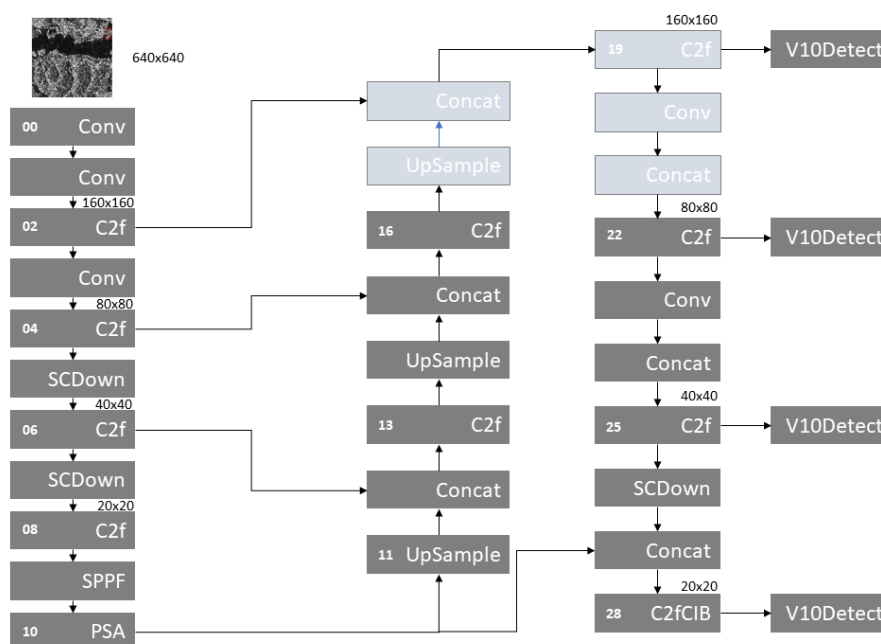 640x640
00 Conv
Conv
160x160
02 C2f
Conv
80x80
04 C2f
SCDown
40x40
06 C2f
SCDown
20x20
08 C2f
SPPF
10 PSA
Concat
UpSample
16 C2f
Concat
UpSample
13 C2f
Concat
11 UpSample
160x160
19 C2f
Conv
Concat
80x80
22 C2f
Conv
Concat
40x40
25 C2f
SCDown
Concat
20x20
28 C2fCIB
V10Detect
V10Detect
V10Detect
V10Detect